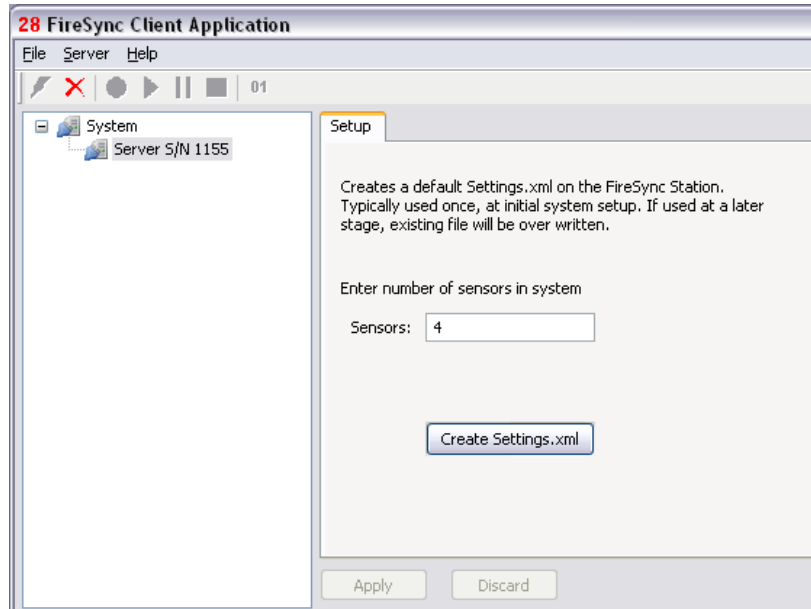 28 FireSync Client Application
File Server Help
01
System
Server S/N 1155
Setup
Creates a default Settings.xml on the FireSync Station.
Typically used once, at initial system setup. If used at a later
stage, existing file will be over written.
Enter number of sensors in system
Sensors: 4
Create Settings.xml
Apply Discard